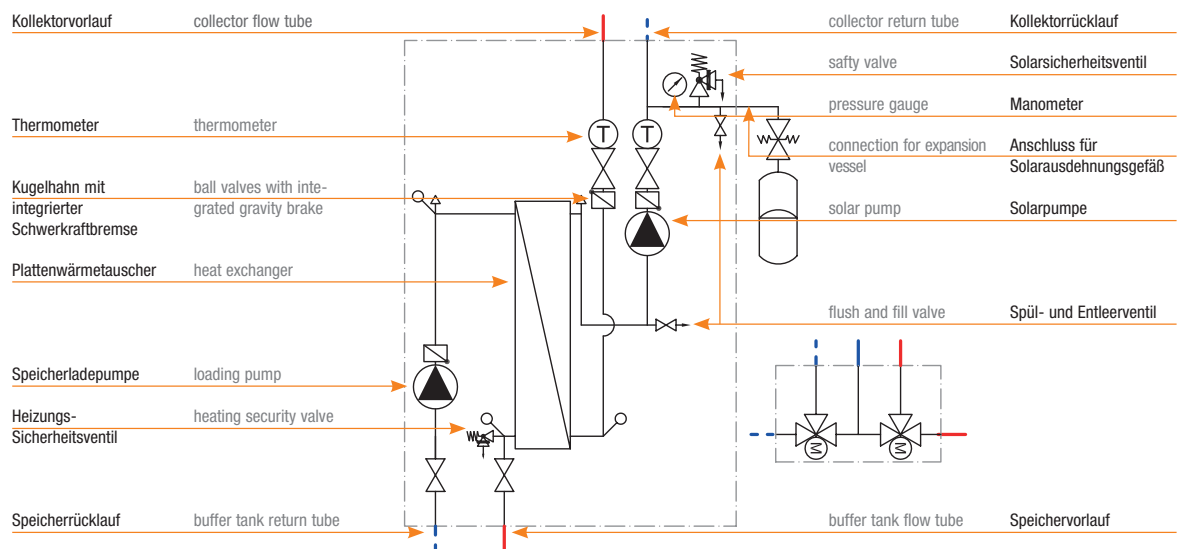 Kollektorvorlauf collector flow tube
collector return tube Kollektorrücklauf
safty valve Solarsicherheitsventil
pressure gauge Manometer
Thermometer thermometer
T T
connection for expansion vessel Anschluss für
Solarausdehnungsgefäß
Kugelhahn mit ball valves with inte-
integrierter grated gravity brake
Schwerkraftbremse
solar pump Solarpumpe
Plattenwärmetauscher heat exchanger
flush and fill valve Spül- und Entleerventil
Speicherladepumpe loading pump
Heizungs- heating security valve
Sicherheitsventil
M M
Speicherrücklauf buffer tank return tube
buffer tank flow tube Speichervorlauf